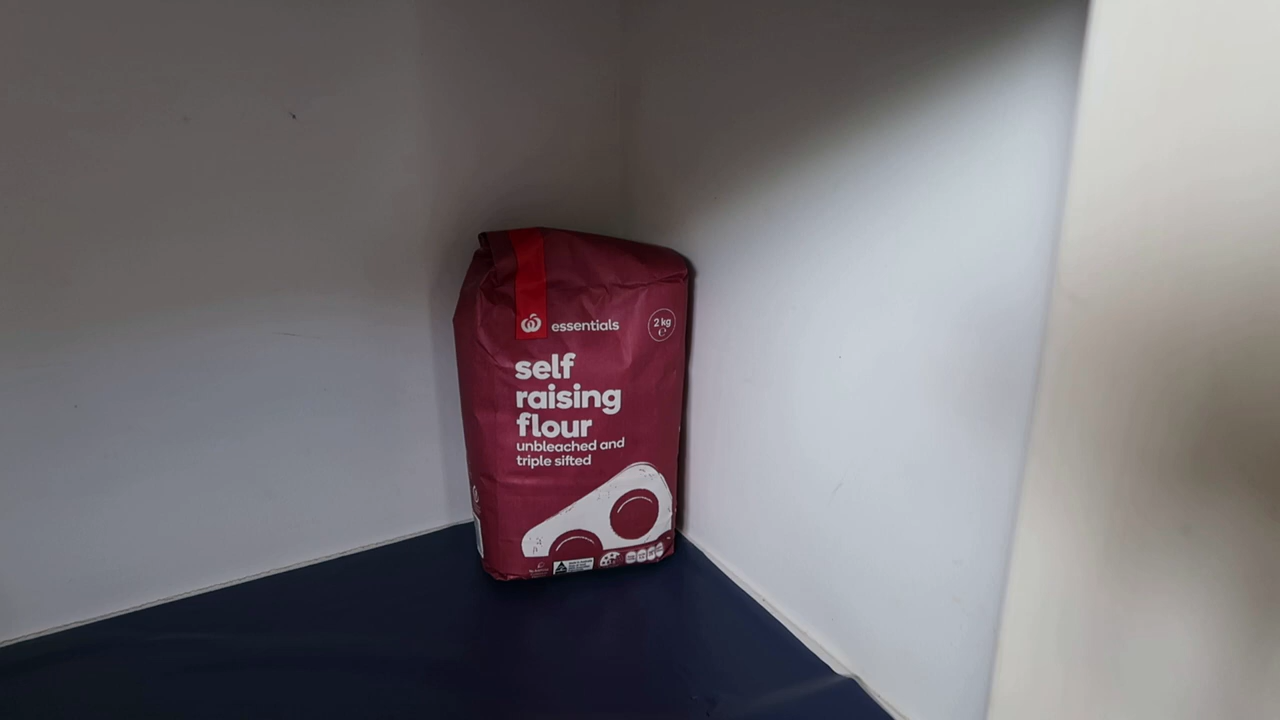 essentials
2 kg
e
self
raising
flour
unbleached and
triple sifted